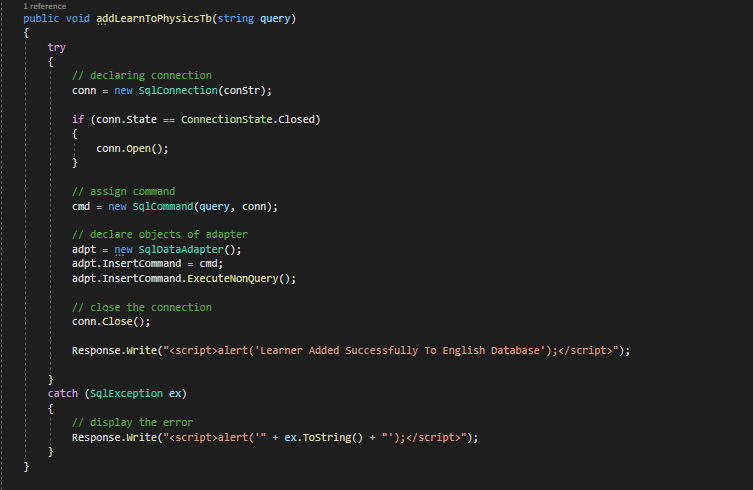 1 reference
public void addLearnToPhysicsTb(string query)
{
try
{
// declaring connection
conn = new SqlConnection(conStr);
if (conn.State == ConnectionState.Closed)
{
conn.Open();
}
// assign command
cmd = new SqlCommand(query, conn);
// declare objects of adapter
adpt = new SqlDataAdapter();
adpt.InsertCommand = cmd;
adpt.InsertCommand.ExecuteNonQuery();
// close the connection
conn.Close();
Response.Write("<script>alert('Learner Added Successfully To English Database');</script>");
}
catch (SqlException ex)
{
// display the error
Response.Write("<script>alert('" + ex.ToString() + "');</script>");
}
}